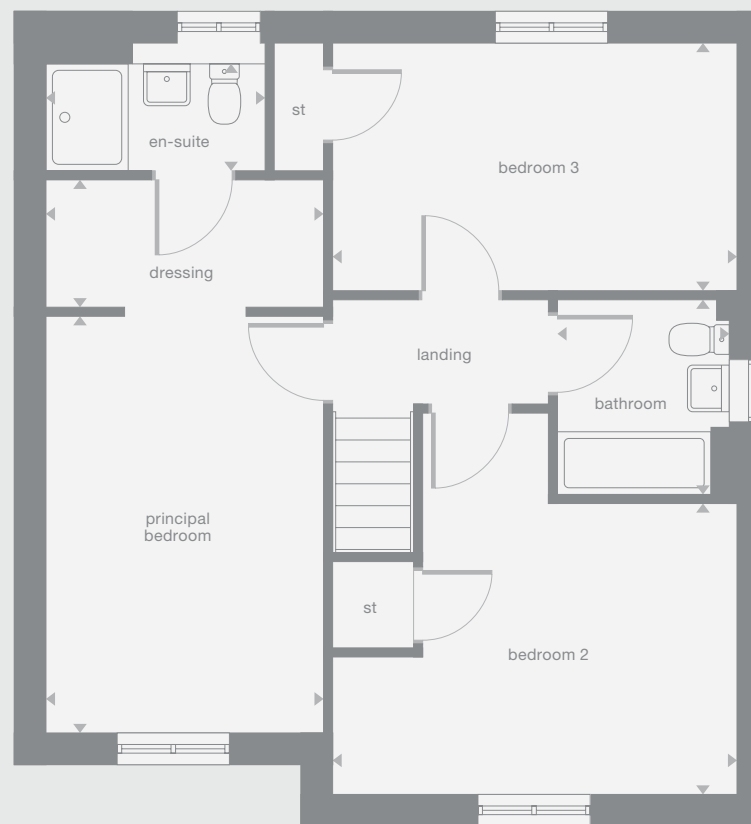 en-suite
st
bedroom 3
dressing
landing
bathroom
principal
bedroom
st
bedroom 2